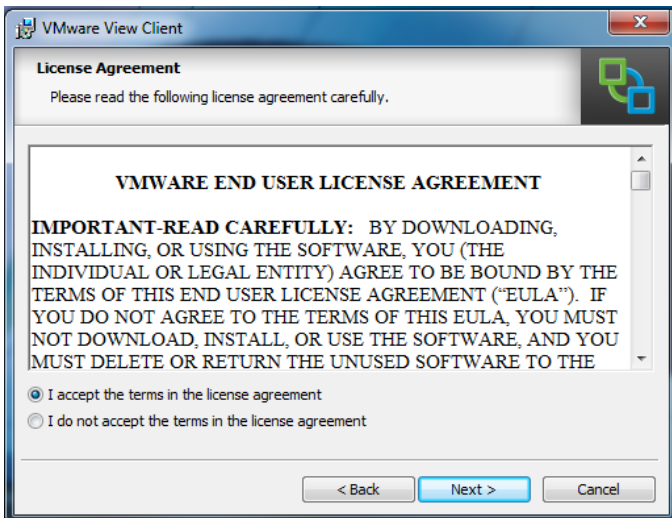 VMware View Client
License Agreement
Please read the following license agreement carefully.
VMWARE END USER LICENSE AGREEMENT
IMPORTANT-READ CAREFULLY: BY DOWNLOADING,
INSTALLING, OR USING THE SOFTWARE, YOU (THE
INDIVIDUAL OR LEGAL ENTITY) AGREE TO BE BOUND BY THE
TERMS OF THIS END USER LICENSE AGREEMENT (“EULA”). IF
YOU DO NOT AGREE TO THE TERMS OF THIS EULA, YOU MUST
NOT DOWNLOAD, INSTALL, OR USE THE SOFTWARE, AND YOU
MUST DELETE OR RETURN THE UNUSED SOFTWARE TO THE
I accept the terms in the license agreement
I do not accept the terms in the license agreement
< Back Next > Cancel